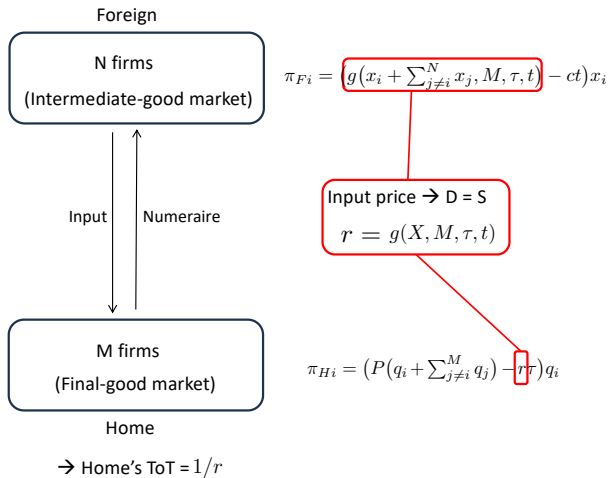 Foreign
N firms
(Intermediate-good market)
π_{Fi} = (g(x_i + ∑_{j≠i}^{N} x_j, M, τ, t) − ct)x_i
Input
Numeraire
Input price → D = S
r = g(X, M, τ, t)
M firms
(Final-good market)
π_{Hi} = (P(q_i + ∑_{j≠i}^{M} q_j) − rτ)q_i
Home
→ Home's ToT = 1/r